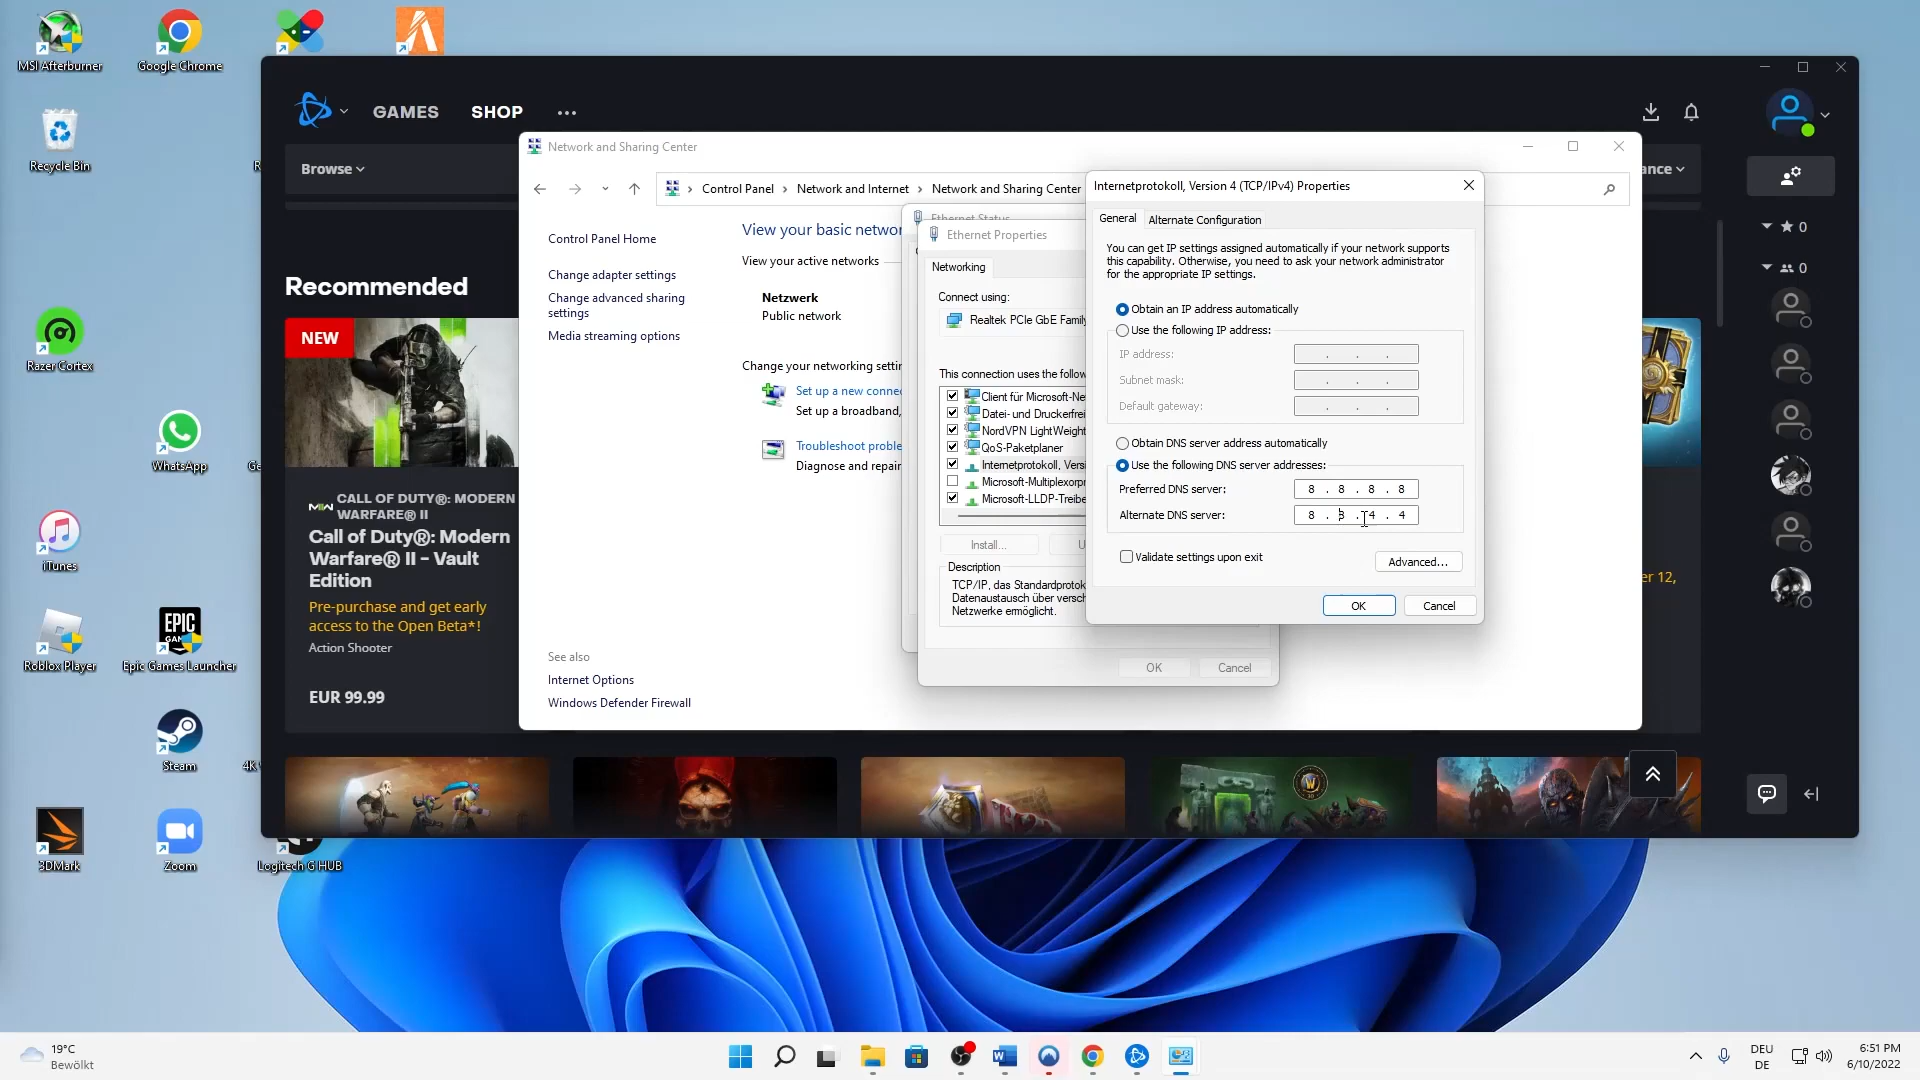 MSI Afterburner
Google Chrome
Recycle Bin
Razer Cortex
WhatsApp
iTunes
Roblox Player
EPIC
GAMES
Epic Games Launcher
Steam
3DMark
Zoom
Logitech G HUB
GAMES
SHOP
Browse
Recommended
NEW
CALL OF DUTY®: MODERN
WARFARE® II
Call of Duty®: Modern
Warfare® II - Vault
Edition
Pre-purchase and get early
access to the Open Beta*!
Action Shooter
EUR 99.99
ance
er 12,
0
0
Network and Sharing Center
Control Panel
Network and Internet
Network and Sharing Center
Control Panel Home
Change adapter settings
Change advanced sharing
settings
Media streaming options
See also
Internet Options
Windows Defender Firewall
View your basic networ
View your active networks
Netzwerk
Public network
Change your networking settin
Set up a new connec
Set up a broadband,
Troubleshoot proble
Diagnose and repair
Ethernet Status
Ethernet Properties
Networking
Connect using:
Realtek PCIe GbE Family
This connection uses the follow
Client für Microsoft-Ne
Datei- und Druckerfrei
NordVPN LightWeight
QoS-Paketplaner
Internetprotokoll, Versi
Microsoft-Multiplexorpr
Microsoft-LLDP-Treibe
Install...
U
Description
TCP/IP, das Standardprotok
Datenaustausch über versch
Netzwerke ermöglicht.
OK
Cancel
Internetprotokoll, Version 4 (TCP/IPv4) Properties
General
Alternate Configuration
You can get IP settings assigned automatically if your network supports
this capability. Otherwise, you need to ask your network administrator
for the appropriate IP settings.
Obtain an IP address automatically
Use the following IP address:
IP address:
. . .
Subnet mask:
. . .
Default gateway:
. . .
Obtain DNS server address automatically
Use the following DNS server addresses:
Preferred DNS server:
8 . 8 . 8 . 8
Alternate DNS server:
8 . 8 . 4 . 4
Validate settings upon exit
Advanced...
OK
Cancel
19°C
Bewölkt
DEU
DE
6:51 PM
6/10/2022